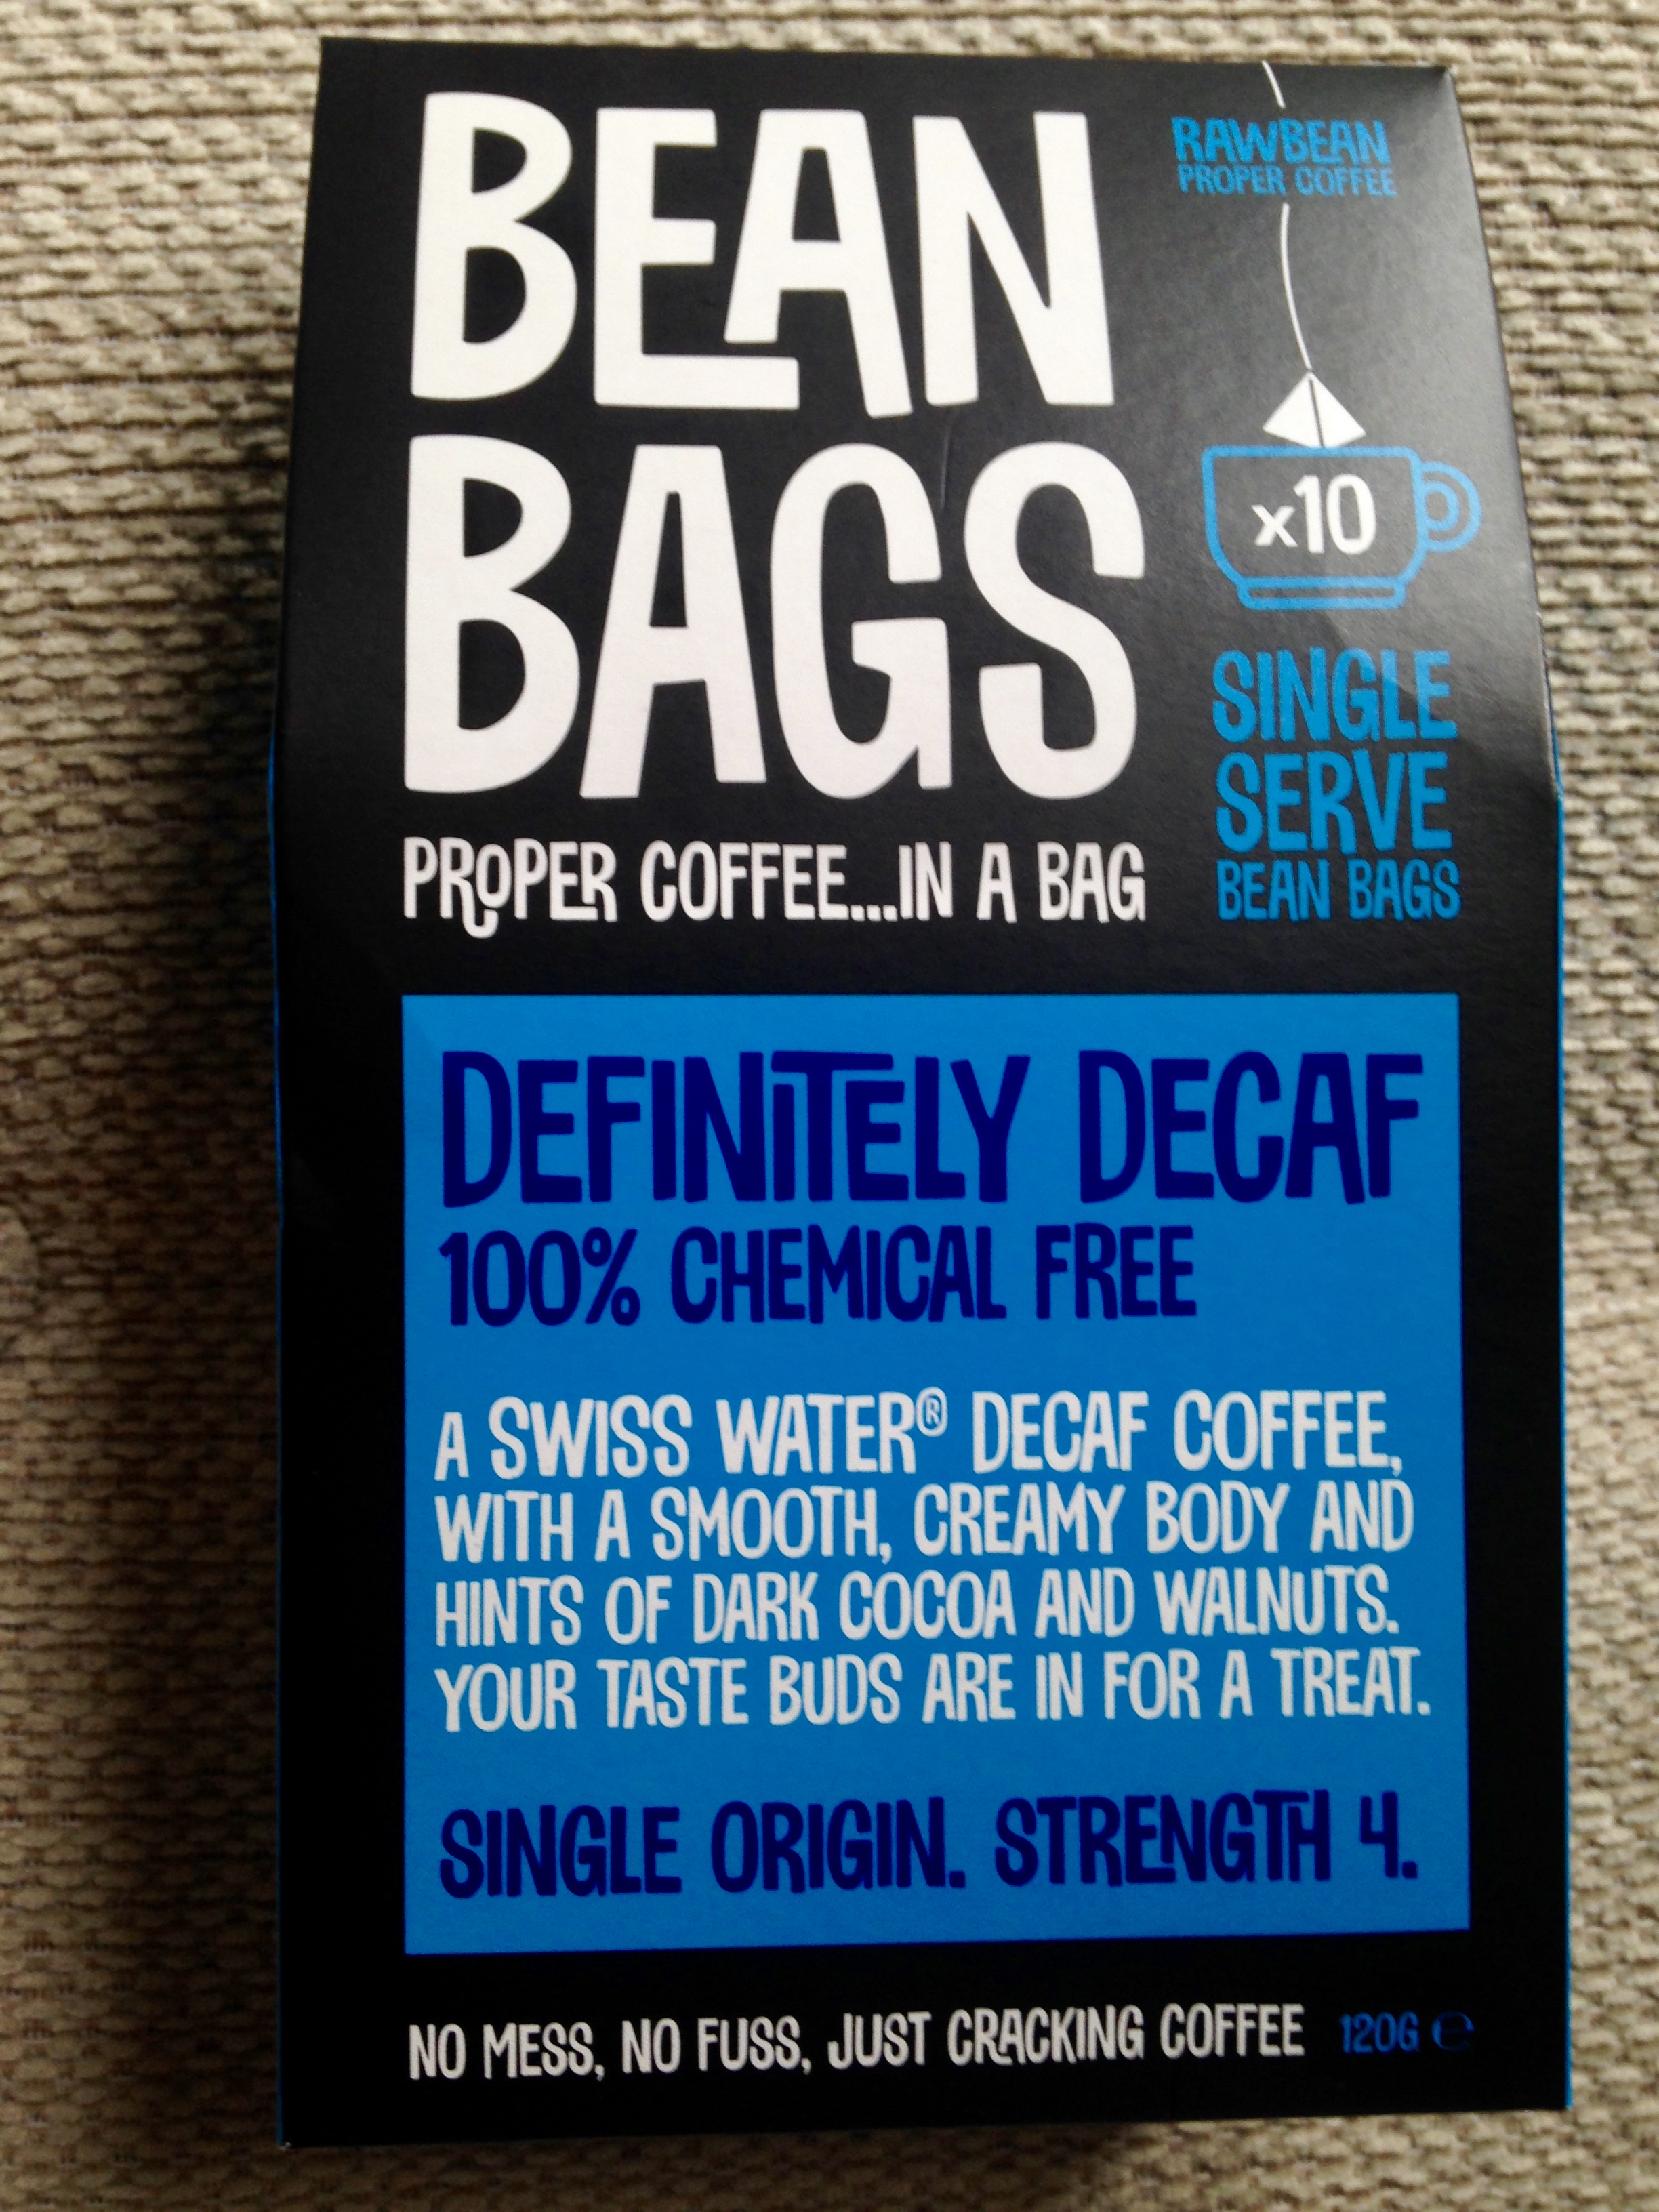 BEAN
BAGS
PROPER COFFEE...IN A BAG
RAWBEAN
PROPER COFFEE
x10
SINGLE
SERVE
BEAN BAGS
DEFINITELY DECAF
100% CHEMICAL FREE
A SWISS WATER® DECAF COFFEE,
WITH A SMOOTH, CREAMY BODY AND
HINTS OF DARK COCOA AND WALNUTS.
YOUR TASTE BUDS ARE IN FOR A TREAT.
SINGLE ORIGIN. STRENGTH 4.
NO MESS, NO FUSS, JUST CRACKING COFFEE 120G ℮